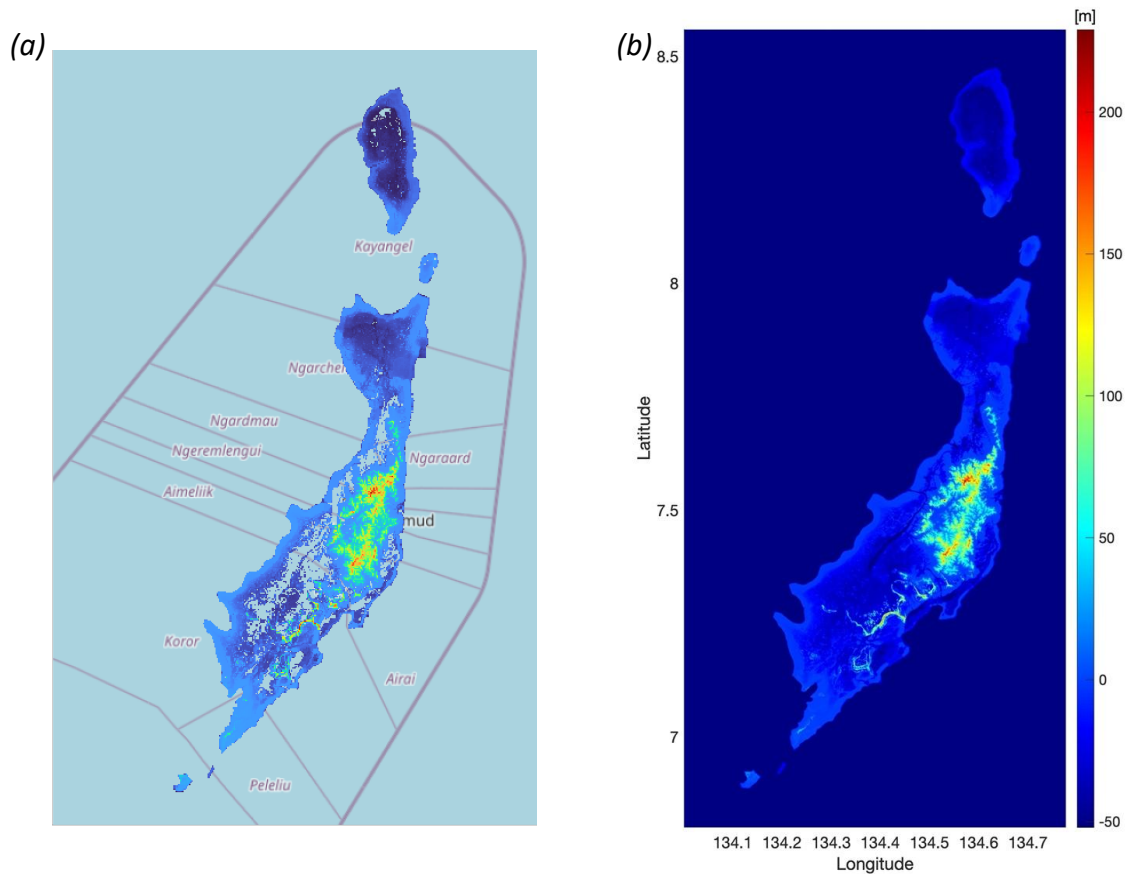 (a)
Kayangel
Ngarchel
Ngardmau
Ngeremlengui
Ngaraard
Aimeliik
mud
Koror
Airai
Peleliu
(b)
[m]
8.5
8
7.5
7
Latitude
134.1 134.2 134.3 134.4 134.5 134.6 134.7
Longitude
200
150
100
50
0
-50